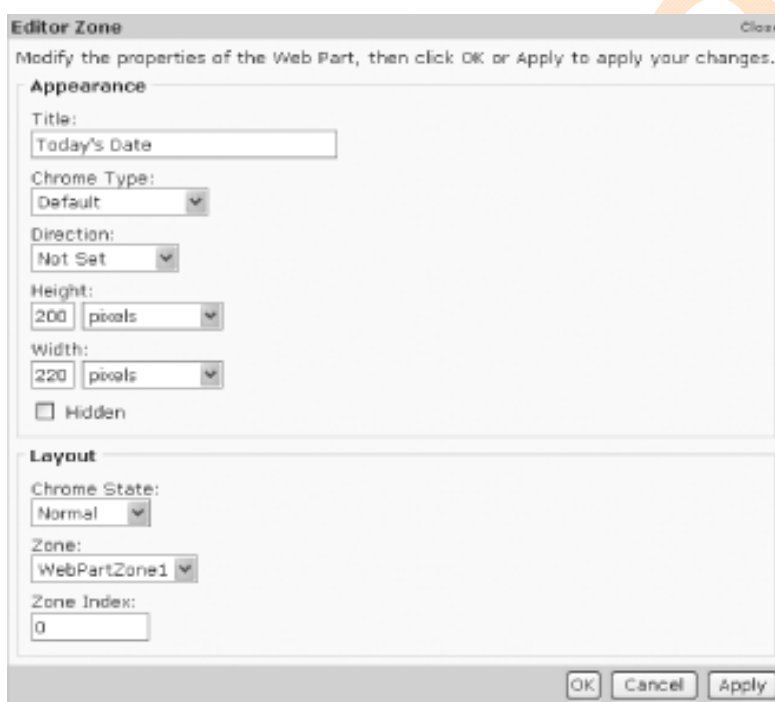 Editor Zone
Close
Modify the properties of the Web Part, then click OK or Apply to apply your changes.
Appearance
Title:
Today's Date
Chrome Type:
Default
Direction:
Not Set
Height:
200 pixels
Width:
220 pixels
Hidden
Layout
Chrome State:
Normal
Zone:
WebPartZone1
Zone Index:
0
OK Cancel Apply